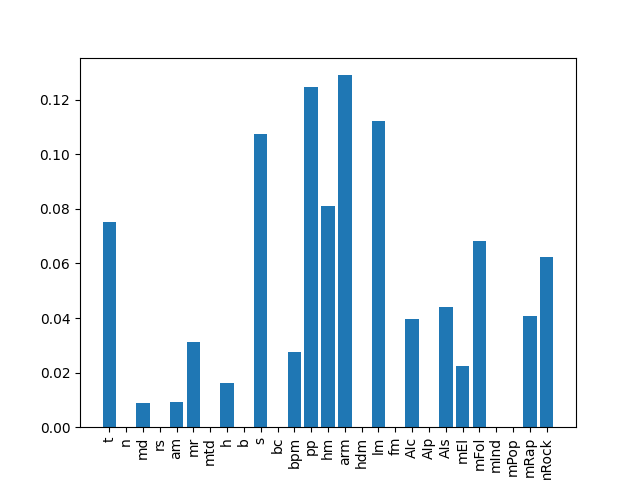 0.12
0.10
0.08
0.06
0.04
0.02
0.00
t
n
md
rs
am
mr
mtd
h
b
s
bc
bpm
pp
hm
arm
hdm
lm
fm
Alc
Alp
Als
mEl
mFol
mInd
mPop
mRap
mRock